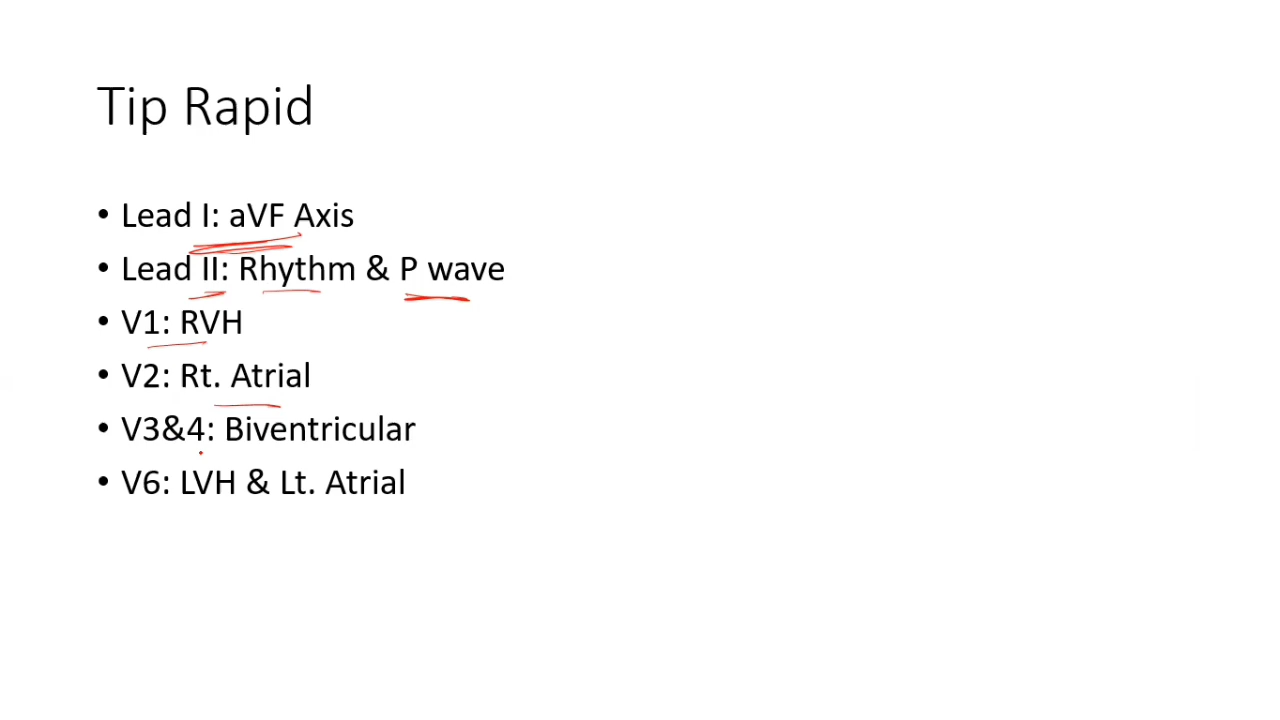 Tip Rapid
• Lead I: aVF Axis
• Lead II: Rhythm & P wave
• V1: RVH
• V2: Rt. Atrial
• V3&4: Biventricular
• V6: LVH & Lt. Atrial